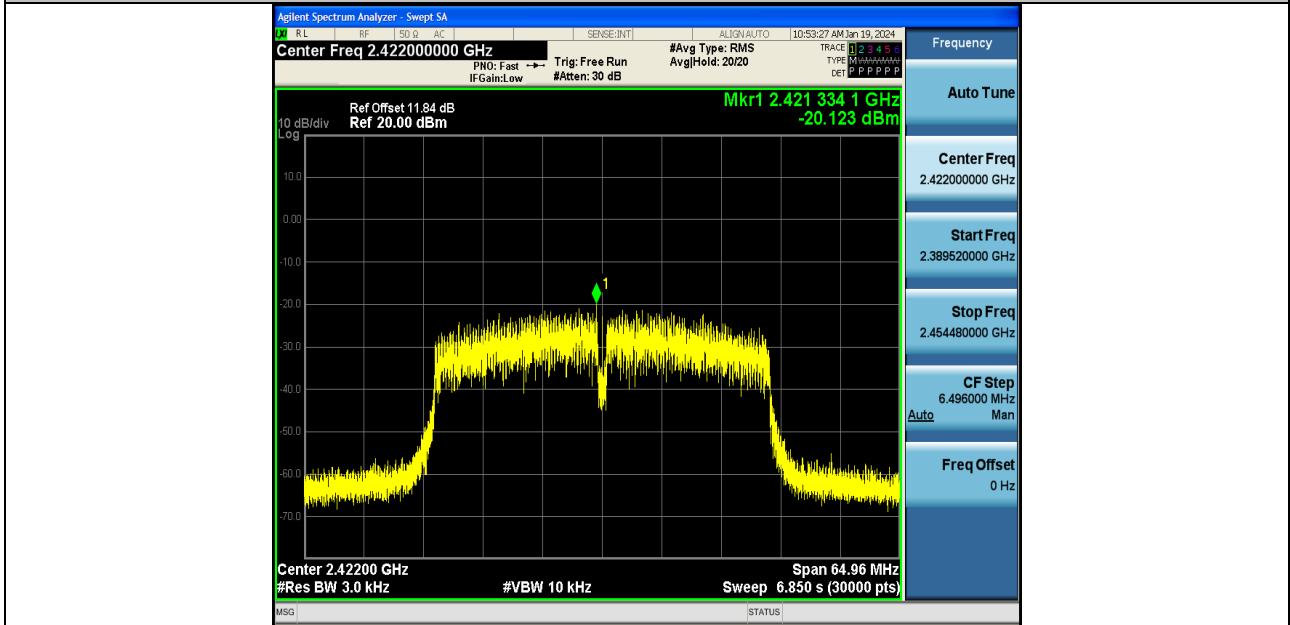 Agilent Spectrum Analyzer - Swept SA
LXI RL RF 50 Ω AC SENSE:INT ALIGN AUTO 10:53:27 AM Jan 19, 2024
Center Freq 2.422000000 GHz
PNO: Fast
IFGain:Low
Trig: Free Run
#Atten: 30 dB
#Avg Type: RMS
Avg|Hold: 20/20
TRACE 1 2 3 4 5 6
TYPE M
DET P P P P P P
Ref Offset 11.84 dB
10 dB/div Ref 20.00 dBm
Log
Mkr1 2.421 334 1 GHz
-20.123 dBm
10.0
0.00
-10.0
-20.0
-30.0
-40.0
-50.0
-60.0
-70.0
1
Center 2.42200 GHz
Span 64.96 MHz
#Res BW 3.0 kHz
#VBW 10 kHz
Sweep 6.850 s (30000 pts)
MSG
STATUS
Frequency
Auto Tune
Center Freq
2.422000000 GHz
Start Freq
2.389520000 GHz
Stop Freq
2.454480000 GHz
CF Step
6.496000 MHz
Auto Man
Freq Offset
0 Hz